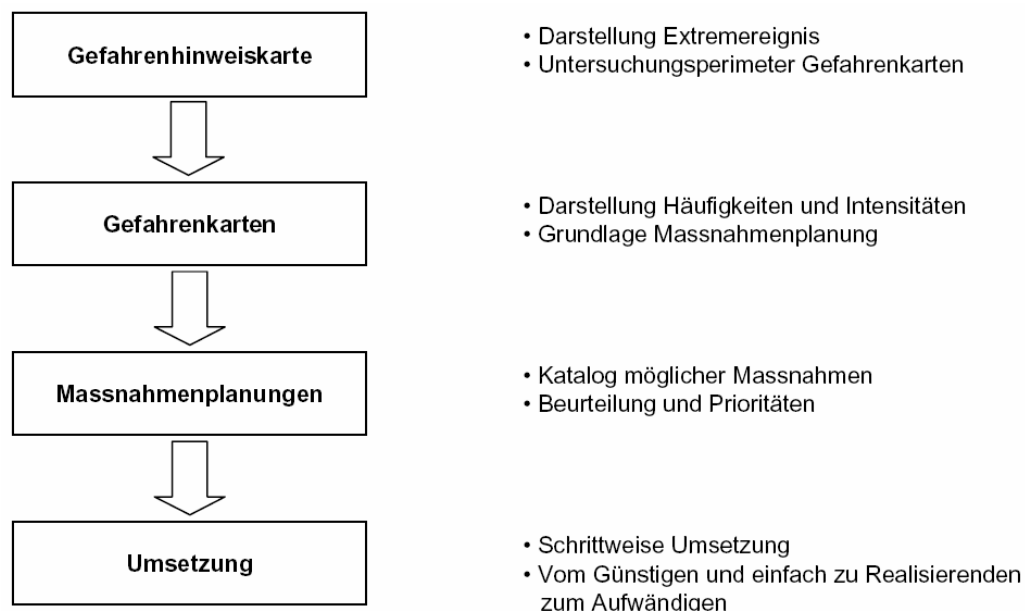 Gefahrenhinweiskarte
• Darstellung Extremereignis
• Untersuchungsperimeter Gefahrenkarten
Gefahrenkarten
• Darstellung Häufigkeiten und Intensitäten
• Grundlage Massnahmenplanung
Massnahmenplanungen
• Katalog möglicher Massnahmen
• Beurteilung und Prioritäten
Umsetzung
• Schrittweise Umsetzung
• Vom Günstigen und einfach zu Realisierenden
zum Aufwändigen